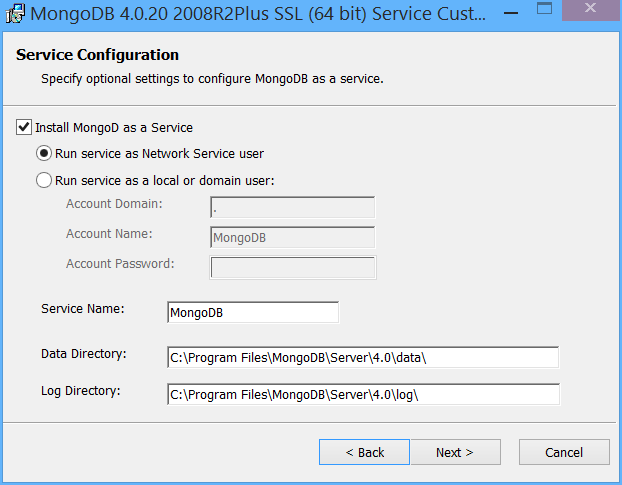 MongoDB 4.0.20 2008R2Plus SSL (64 bit) Service Cust...
Service Configuration
Specify optional settings to configure MongoDB as a service.
Install MongoD as a Service
Run service as Network Service user
Run service as a local or domain user:
Account Domain: .
Account Name: MongoDB
Account Password:
Service Name: MongoDB
Data Directory: C:\Program Files\MongoDB\Server\4.0\data\
Log Directory: C:\Program Files\MongoDB\Server\4.0\log\
< Back Next > Cancel